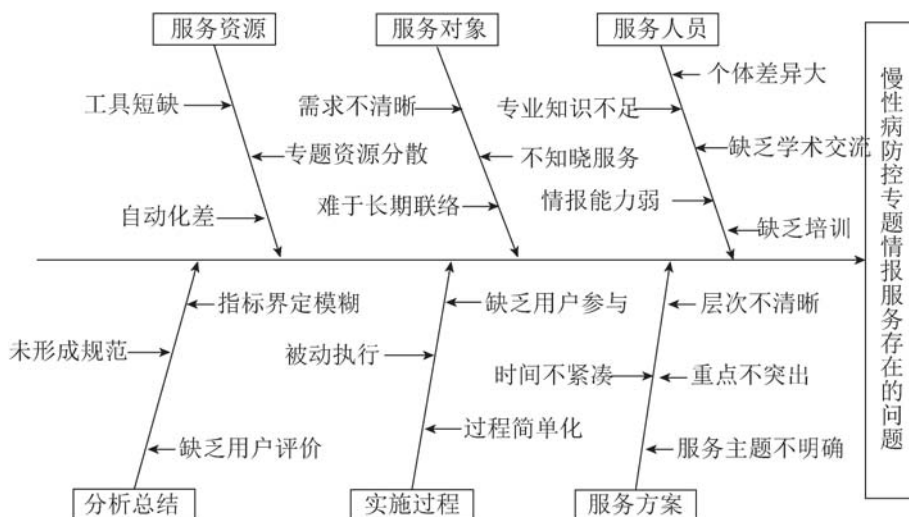 服务资源
服务对象
服务人员
个体差异大
工具短缺
需求不清晰
专业知识不足
专题资源分散
不知晓服务
缺乏学术交流
自动化差
难于长期联络
情报能力弱
缺乏培训
慢性病防控专题情报服务存在的问题
指标界定模糊
缺乏用户参与
层次不清晰
未形成规范
被动执行
时间不紧凑
重点不突出
缺乏用户评价
过程简单化
服务主题不明确
分析总结
实施过程
服务方案